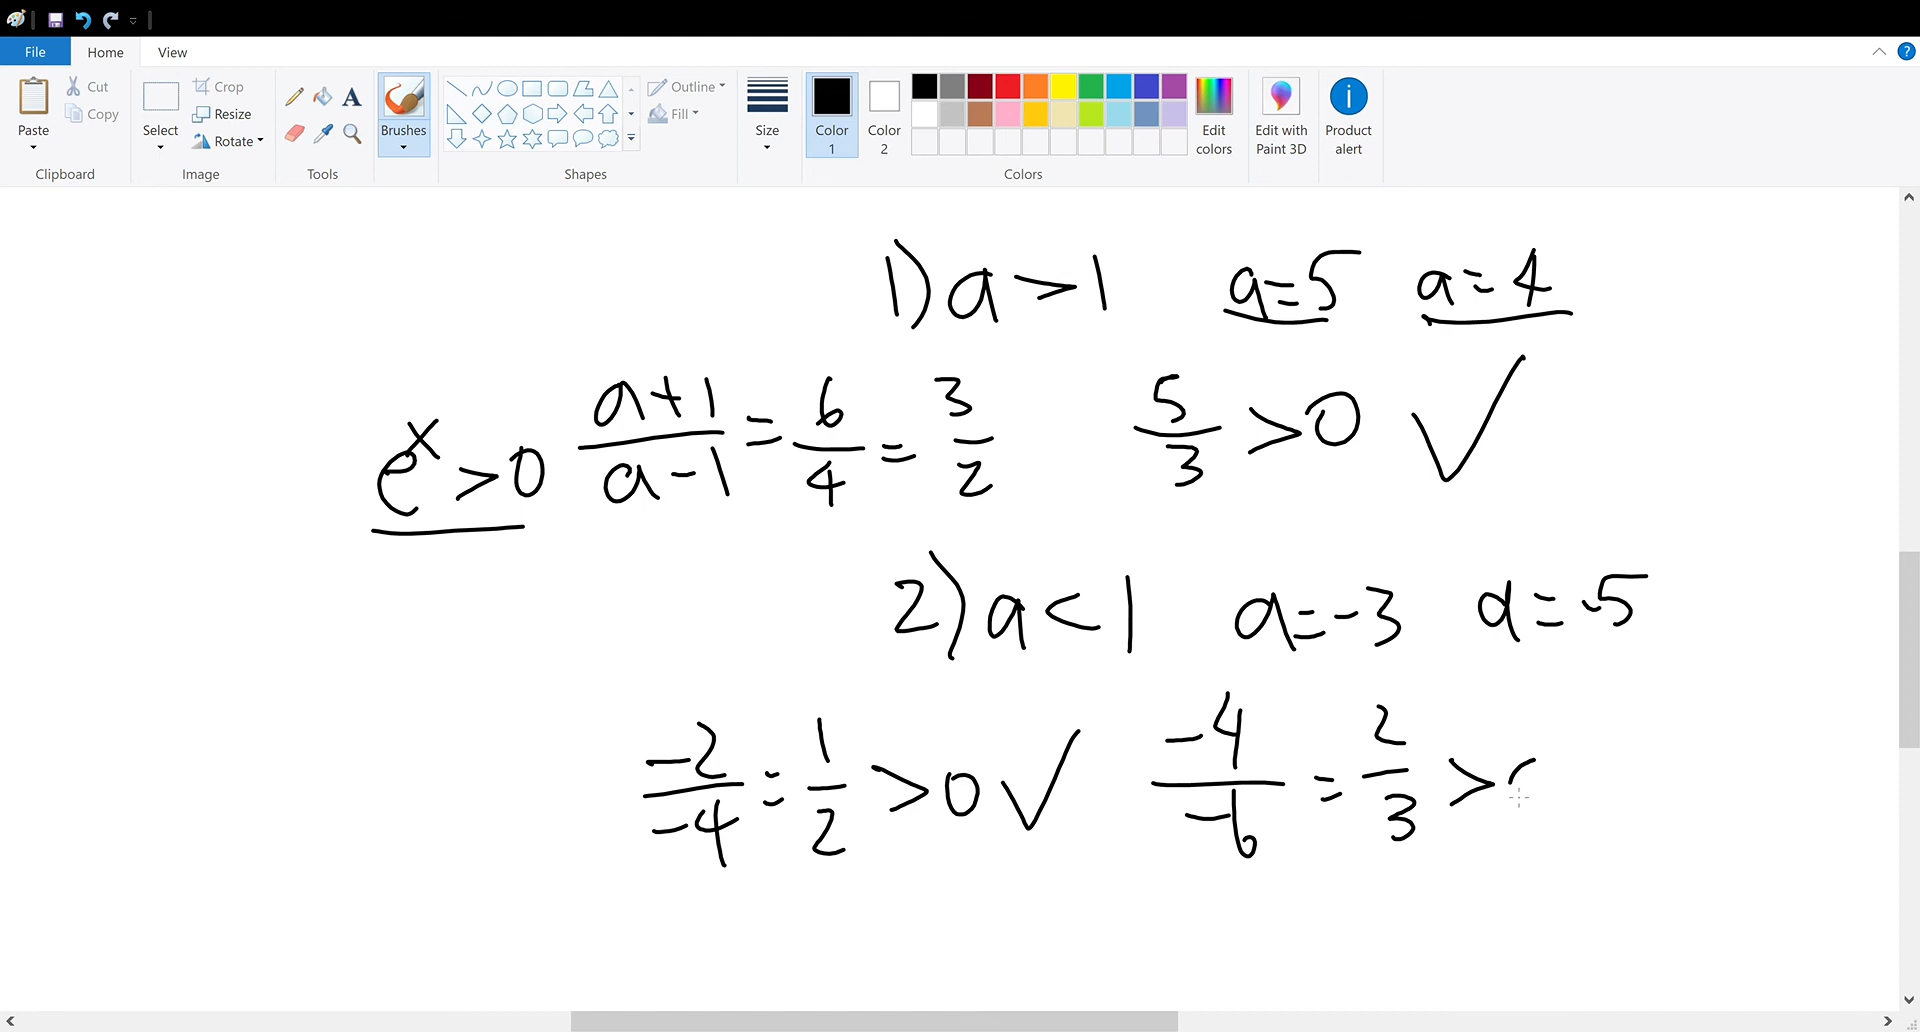 File Home View
Paste Cut Copy Clipboard
Select Crop Resize Rotate Image
Tools
Brushes
Shapes Outline Fill
Size
Color 1 Color 2 Edit colors Colors
Edit with Paint 3D
Product alert
1) a > 1 a = 5 a = 4
e^x > 0 (a+1)/(a-1) = 6/4 = 3/2 5/3 > 0 ✓
2) a < 1 a = -3 a = -5
-2/-4 = 1/2 > 0 ✓ -4/-6 = 2/3 >